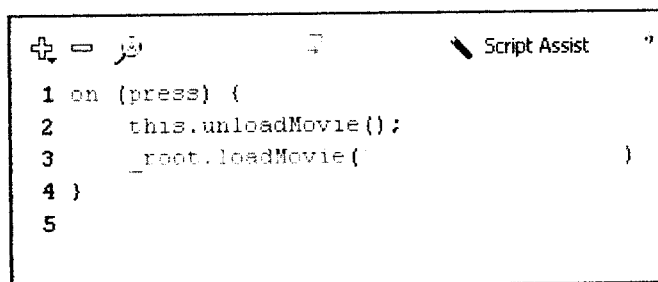 Script Assist
1 on (press) {
2 this.unloadMovie();
3 _root.loadMovie( )
4 }
5